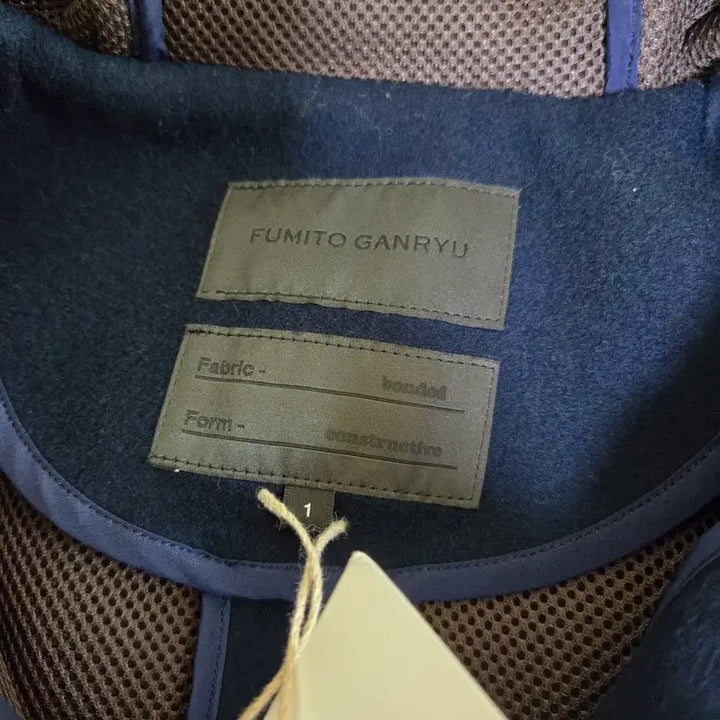 FUMITO GANRYU
Fabric - bonded
Form - constructive
1